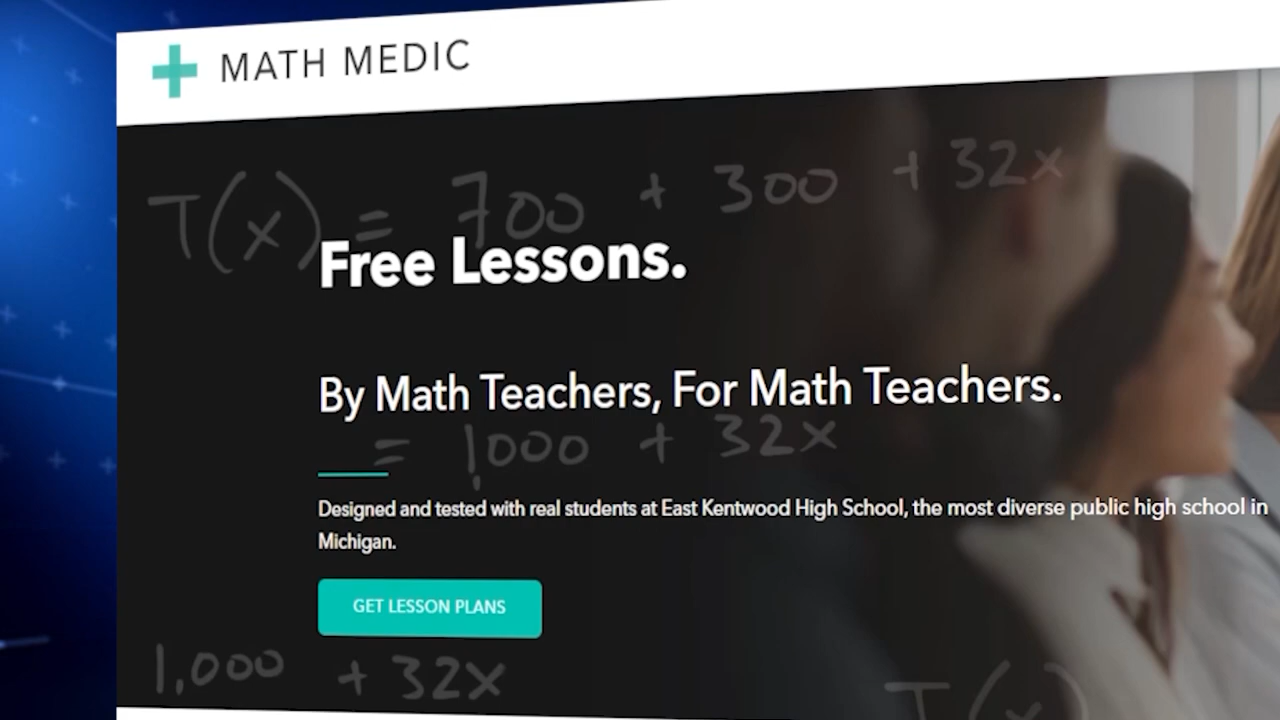 MATH MEDIC
T(x) = 700 + 300 + 32x
Free Lessons.
By Math Teachers, For Math Teachers.
= 1,000 + 32x
Designed and tested with real students at East Kentwood High School, the most diverse public high school in
Michigan.
GET LESSON PLANS
1,000 + 32x
T(x)